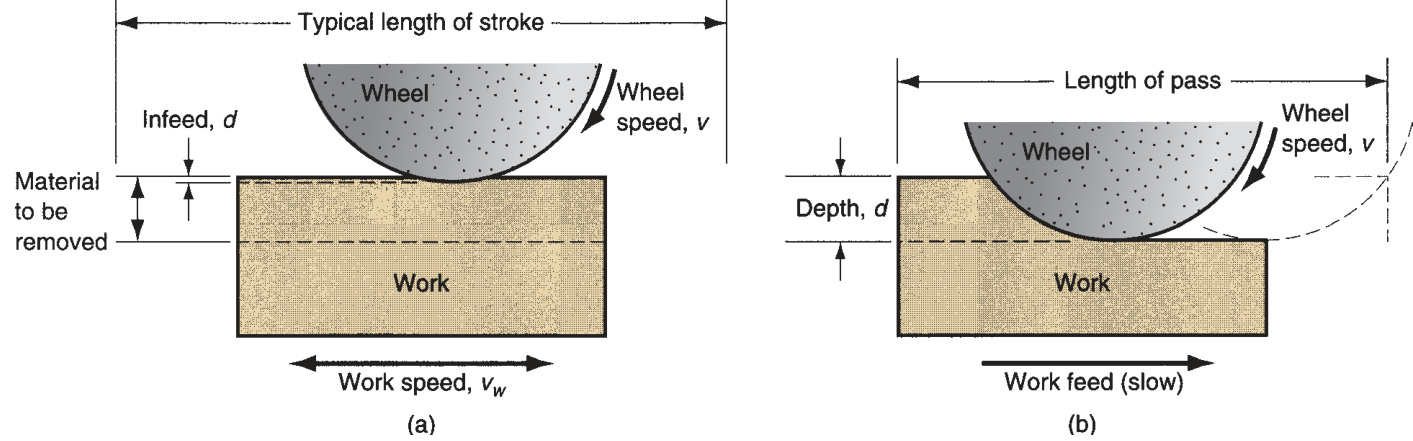 Typical length of stroke
Wheel
Wheel
speed, v
Infeed, d
Material
to be
removed
Work
Work speed, v_w
(a)
Length of pass
Wheel
speed, v
Wheel
Depth, d
Work
Work feed (slow)
(b)